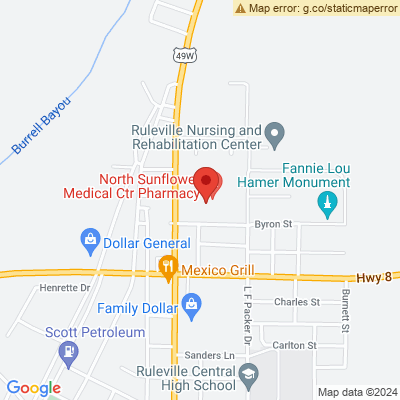 Map error: g.co/staticmaperror
49W
Burrell Bayou
Ruleville Nursing and
Rehabilitation Center
North Sunflower
Medical Ctr Pharmacy
Fannie Lou
Hamer Monument
Byron St
Dollar General
Mexico Grill
Hwy 8
Henrette Dr
Family Dollar
L F Packer Dr
Charles St
Burnett St
Scott Petroleum
Carlton St
Sanders Ln
Ruleville Central
High School
Google
Map data ©2024